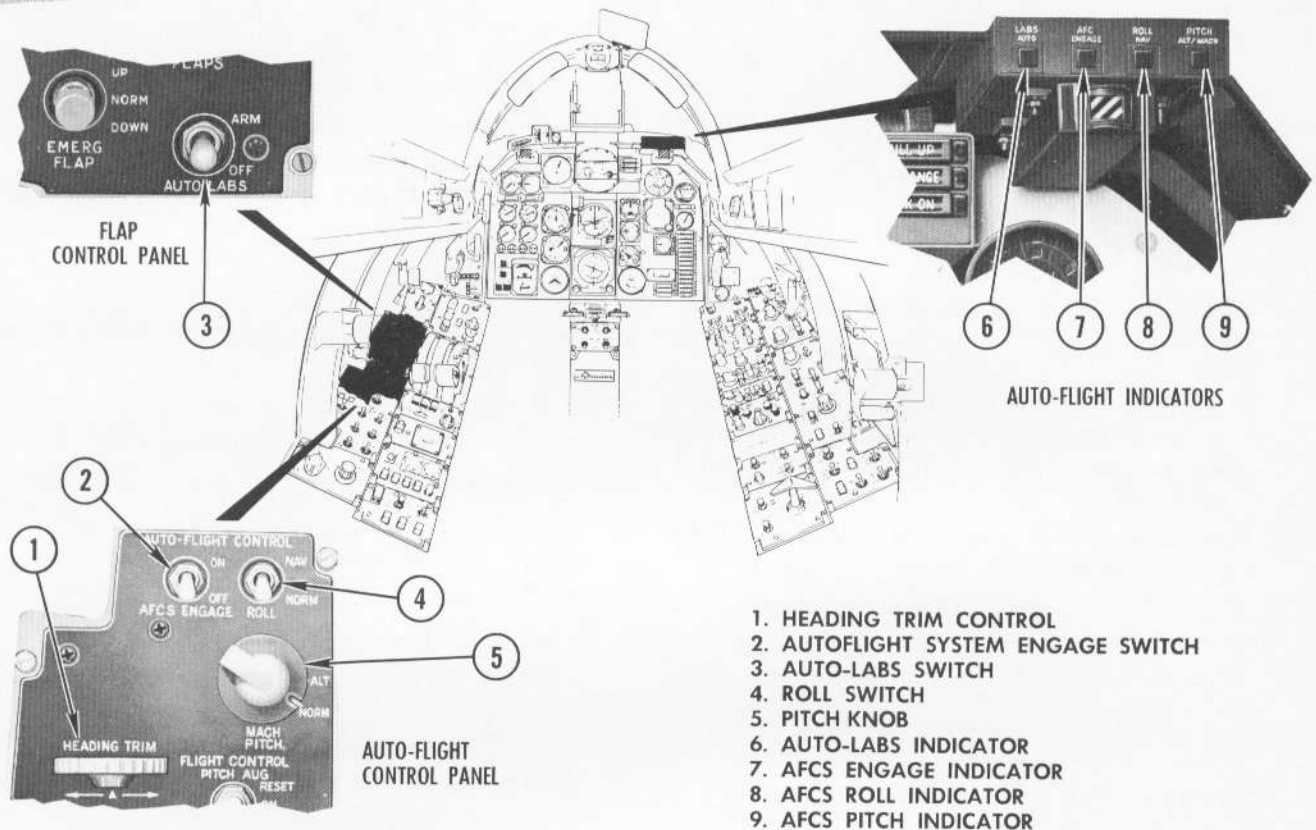 FLAPS
UP
NORM
DOWN
EMERG
FLAP
ARM
OFF
AUTO LABS
FLAP
CONTROL PANEL
3
LABS
AUTO
AFC
ENGAGE
ROLL
NAV
PITCH
ALT/MACH
ON
6
7
8
9
AUTO-FLIGHT INDICATORS
2
1
AUTO-FLIGHT CONTROL
ON
OFF
AFCS ENGAGE
NAV
NORM
ROLL
4
5
ALT
NORM
MACH
PITCH
HEADING TRIM
A
FLIGHT CONTROL
PITCH AUG
RESET
AUTO-FLIGHT
CONTROL PANEL
1. HEADING TRIM CONTROL
2. AUTOFLIGHT SYSTEM ENGAGE SWITCH
3. AUTO-LABS SWITCH
4. ROLL SWITCH
5. PITCH KNOB
6. AUTO-LABS INDICATOR
7. AFCS ENGAGE INDICATOR
8. AFCS ROLL INDICATOR
9. AFCS PITCH INDICATOR